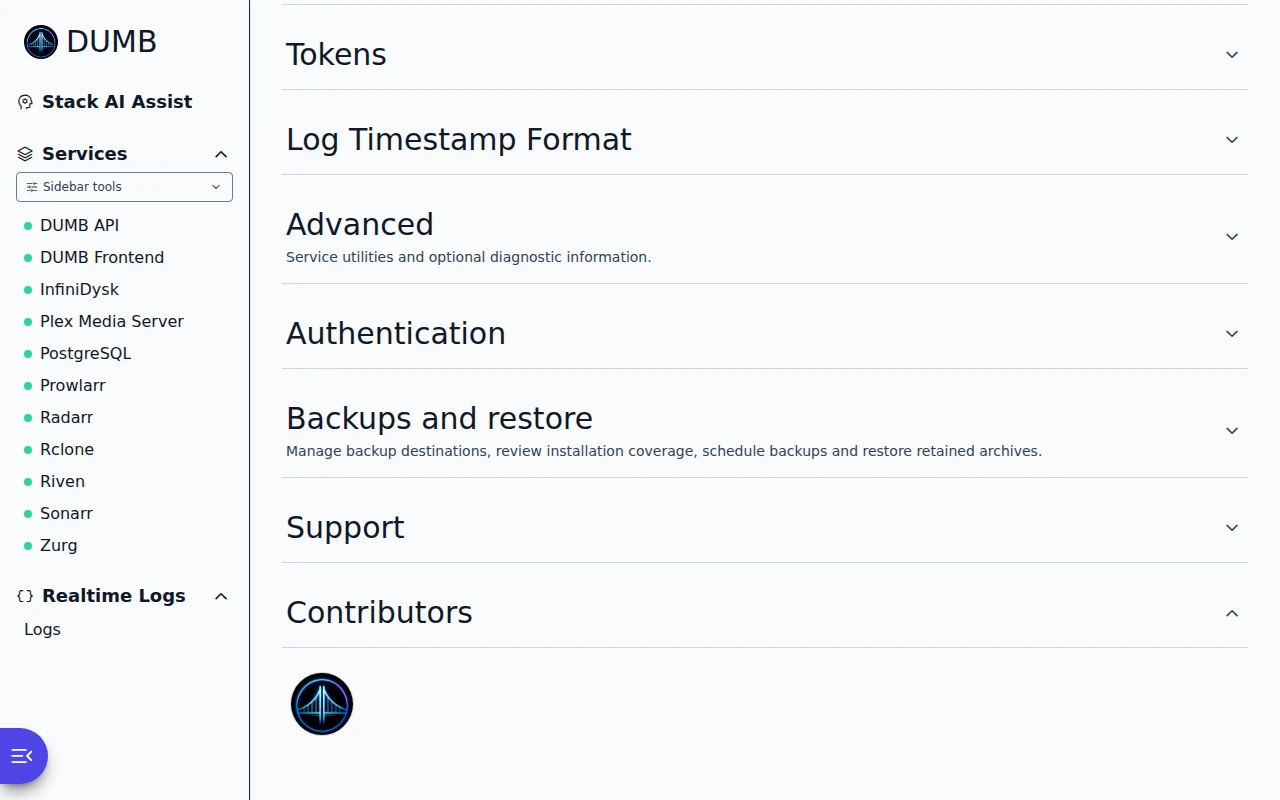 DUMB
Stack AI Assist
Services
Sidebar tools
DUMB API
DUMB Frontend
InfiniDysk
Plex Media Server
PostgreSQL
Prowlarr
Radarr
Rclone
Riven
Sonarr
Zurg
Realtime Logs
Logs
Tokens
Log Timestamp Format
Advanced
Service utilities and optional diagnostic information.
Authentication
Backups and restore
Manage backup destinations, review installation coverage, schedule backups and restore retained archives.
Support
Contributors